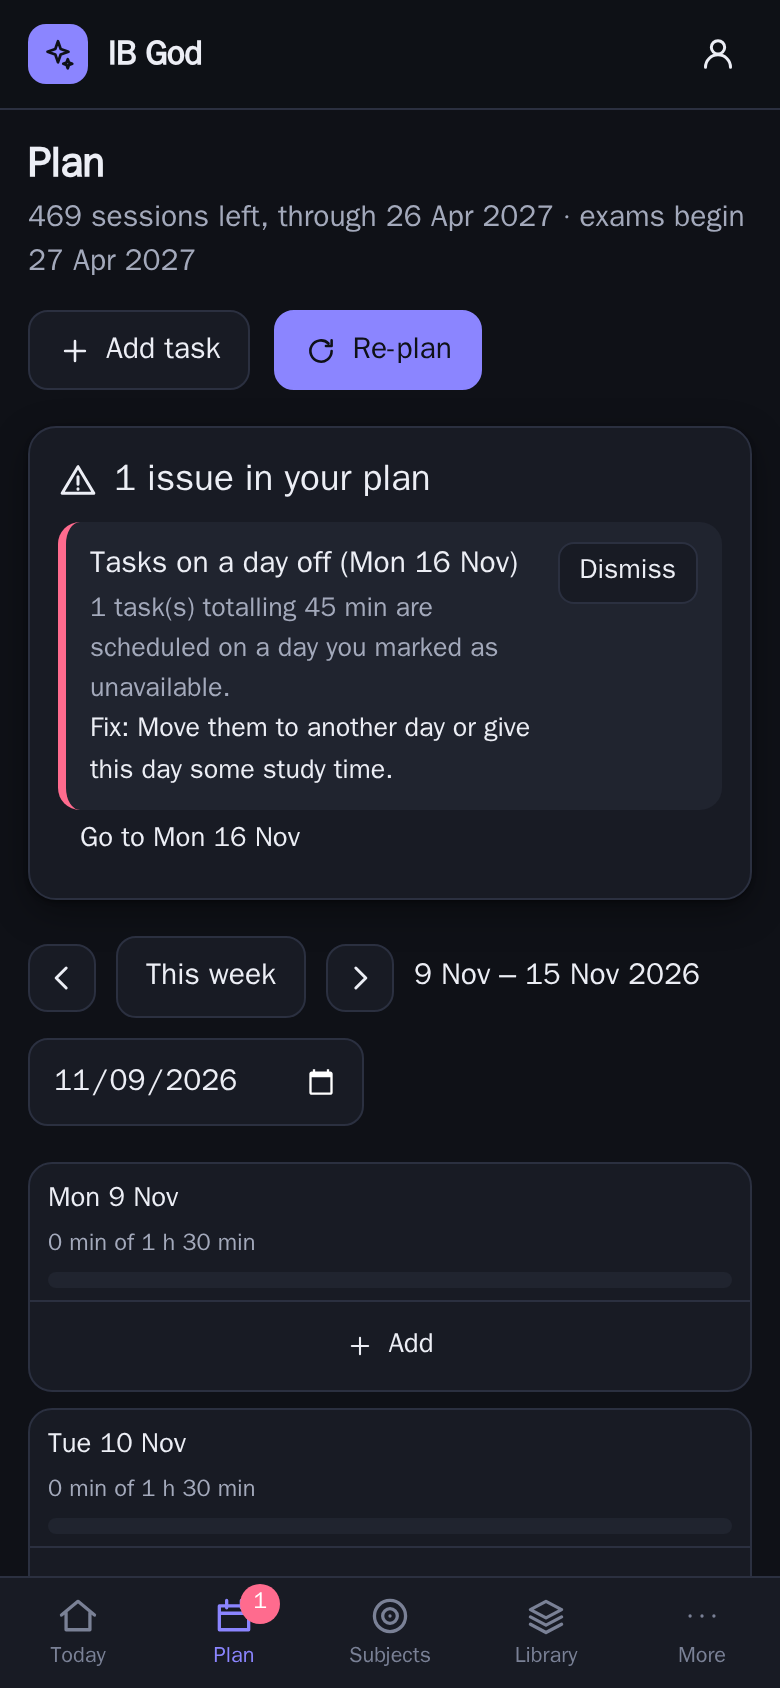 IB God
Plan
469 sessions left, through 26 Apr 2027 · exams begin
27 Apr 2027
+ Add task
Re-plan
1 issue in your plan
Tasks on a day off (Mon 16 Nov)
Dismiss
1 task(s) totalling 45 min are
scheduled on a day you marked as
unavailable.
Fix: Move them to another day or give
this day some study time.
Go to Mon 16 Nov
This week
9 Nov – 15 Nov 2026
11/09/2026
Mon 9 Nov
0 min of 1 h 30 min
+ Add
Tue 10 Nov
0 min of 1 h 30 min
1
Today
Plan
Subjects
Library
More